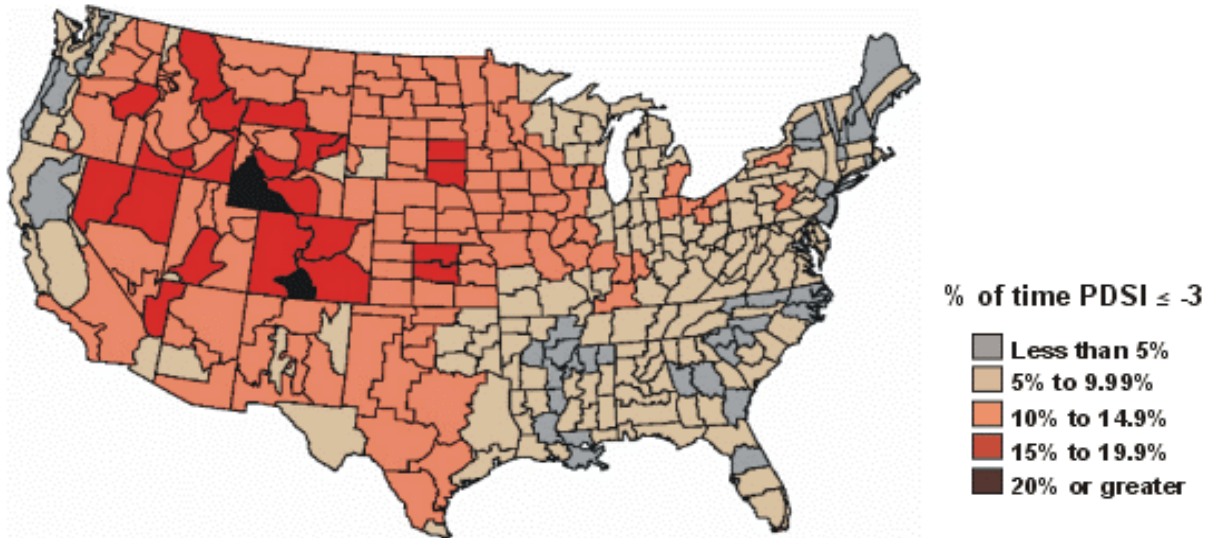 % of time PDSI ≤ -3
Less than 5%
5% to 9.99%
10% to 14.9%
15% to 19.9%
20% or greater